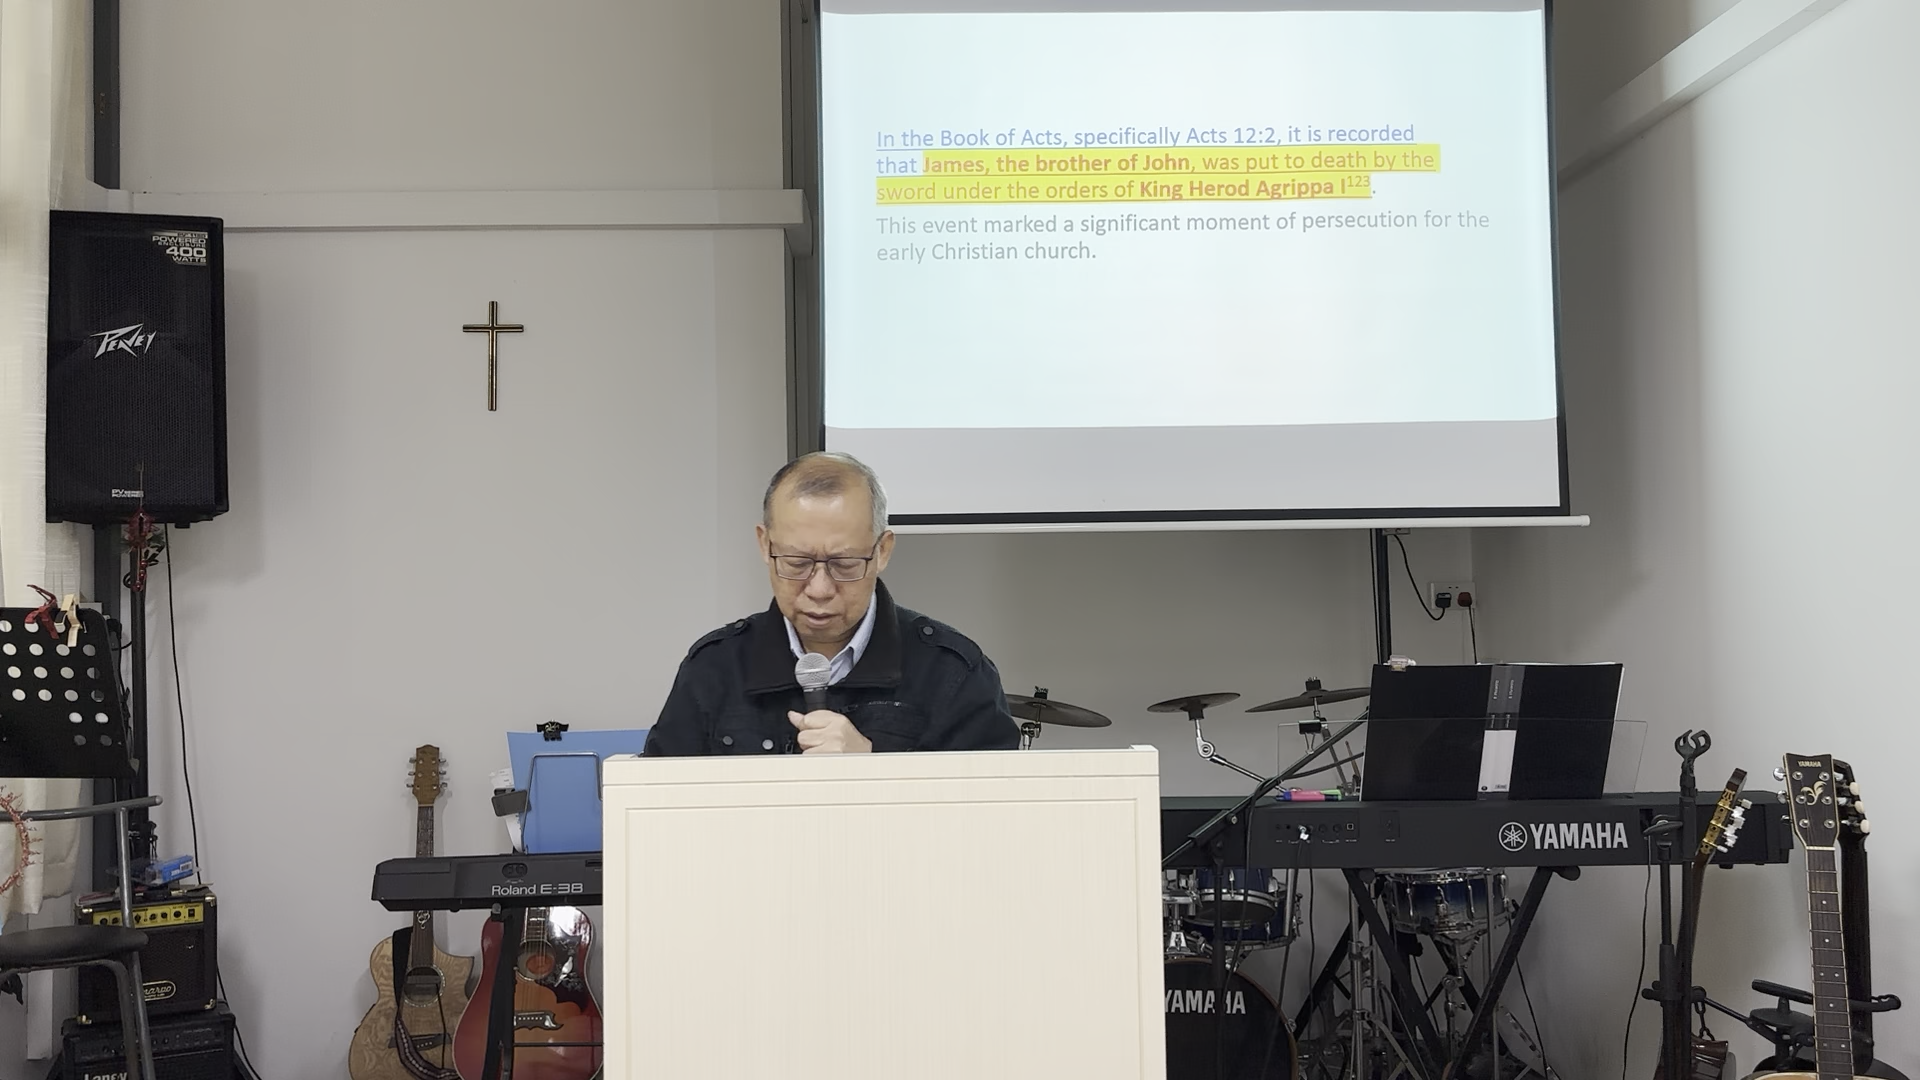 In the Book of Acts, specifically Acts 12:2, it is recorded
that James, the brother of John, was put to death by the
sword under the orders of King Herod Agrippa I123.
This event marked a significant moment of persecution for the
early Christian church.
POWERED
ENCLOSURE
400
WATTS
PEAVEY
Roland E-38
YAMAHA
YAMAHA
YAMAHA
Laney